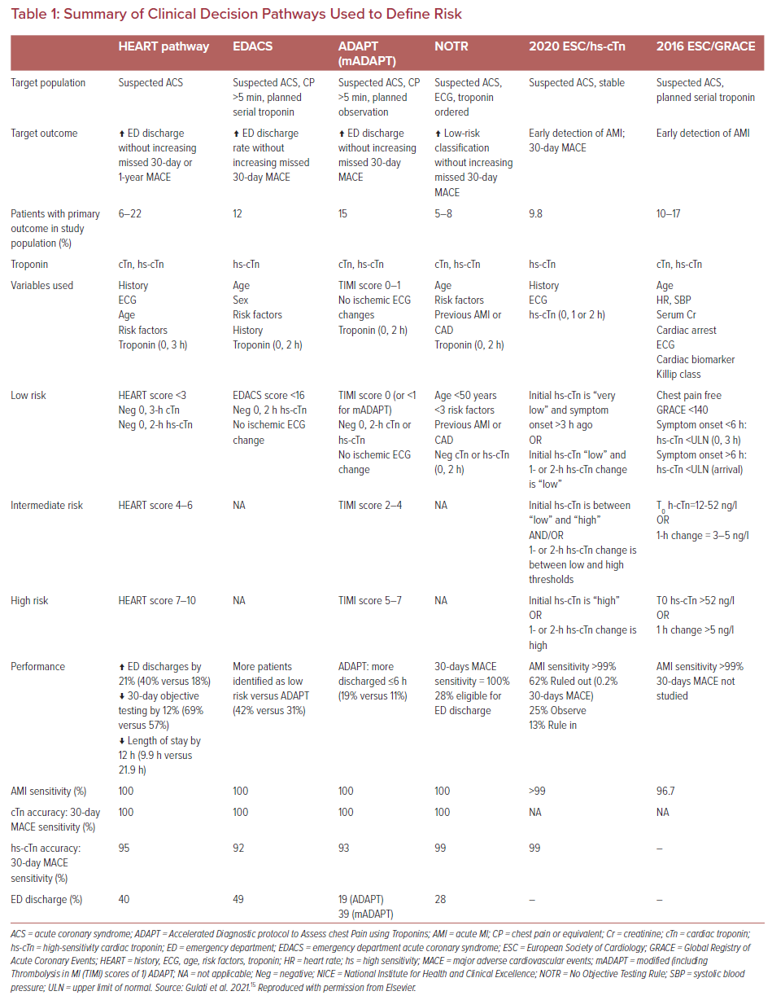 Table 1: Summary of Clinical Decision Pathways Used to Define Risk
HEART pathway
EDACS
ADAPT
(mADAPT)
NOTR
2020 ESC/hs-cTn
2016 ESC/GRACE
Target population
Suspected ACS
Suspected ACS, CP
>5 min, planned
serial troponin
Suspected ACS, CP
>5 min, planned
observation
Suspected ACS,
ECG, troponin
ordered
Suspected ACS, stable
Suspected ACS,
planned serial troponin
Target outcome
⬆ ED discharge
without increasing
missed 30-day or
1-year MACE
⬆ ED discharge
rate without
increasing missed
30-day MACE
⬆ ED discharge
without increasing
missed 30-day
MACE
⬆ Low-risk
classification
without increasing
missed 30-day
MACE
Early detection of AMI;
30-day MACE
Early detection of AMI
Patients with primary
outcome in study
population (%)
6–22
12
15
5–8
9.8
10–17
Troponin
cTn, hs-cTn
hs-cTn
cTn, hs-cTn
cTn, hs-cTn
hs-cTn
cTn, hs-cTn
Variables used
History
ECG
Age
Risk factors
Troponin (0, 3 h)
Age
Sex
Risk factors
History
Troponin (0, 2 h)
TIMI score 0–1
No ischemic ECG
changes
Troponin (0, 2 h)
Age
Risk factors
Previous AMI or
CAD
Troponin (0, 2 h)
History
ECG
hs-cTn (0, 1 or 2 h)
Age
HR, SBP
Serum Cr
Cardiac arrest
ECG
Cardiac biomarker
Killip class
Low risk
HEART score <3
Neg 0, 3-h cTn
Neg 0, 2-h hs-cTn
EDACS score <16
Neg 0, 2 h hs-cTn
No ischemic ECG
change
TIMI score 0 (or <1
for mADAPT)
Neg 0, 2-h cTn or
hs-cTn
No ischemic ECG
change
Age <50 years
<3 risk factors
Previous AMI or
CAD
Neg cTn or hs-cTn
(0, 2 h)
Initial hs-cTn is “very
low” and symptom
onset >3 h ago
OR
Initial hs-cTn “low” and
1- or 2-h hs-cTn change
is “low”
Chest pain free
GRACE <140
Symptom onset <6 h:
hs-cTn <ULN (0, 3 h)
Symptom onset >6 h:
hs-cTn <ULN (arrival)
Intermediate risk
HEART score 4–6
NA
TIMI score 2–4
NA
Initial hs-cTn is between
“low” and “high”
AND/OR
1- or 2-h hs-cTn change is
between low and high
thresholds
T0 h-cTn=12-52 ng/l
OR
1-h change = 3–5 ng/l
High risk
HEART score 7–10
NA
TIMI score 5–7
NA
Initial hs-cTn is “high”
OR
1- or 2-h hs-cTn change is
high
T0 hs-cTn >52 ng/l
OR
1 h change >5 ng/l
Performance
⬆ ED discharges by
21% (40% versus 18%)
⬇ 30-day objective
testing by 12% (69%
versus 57%)
⬇ Length of stay by
12 h (9.9 h versus
21.9 h)
More patients
identified as low
risk versus ADAPT
(42% versus 31%)
ADAPT: more
discharged ≤6 h
(19% versus 11%)
30-days MACE
sensitivity = 100%
28% eligible for
ED discharge
AMI sensitivity >99%
62% Ruled out (0.2%
30-days MACE)
25% Observe
13% Rule in
AMI sensitivity >99%
30-days MACE not
studied
AMI sensitivity (%)
100
100
100
100
>99
96.7
cTn accuracy: 30-day
MACE sensitivity (%)
100
100
100
100
NA
NA
hs-cTn accuracy:
30-day MACE
sensitivity (%)
95
92
93
99
99
–
ED discharge (%)
40
49
19 (ADAPT)
39 (mADAPT)
28
–
–
ACS = acute coronary syndrome; ADAPT = Accelerated Diagnostic protocol to Assess chest Pain using Troponins; AMI = acute MI; CP = chest pain or equivalent; Cr = creatinine; cTn = cardiac troponin;
hs-cTn = high-sensitivity cardiac troponin; ED = emergency department; EDACS = emergency department acute coronary syndrome; ESC = European Society of Cardiology; GRACE = Global Registry of
Acute Coronary Events; HEART = history, ECG, age, risk factors, troponin; HR = heart rate; hs = high sensitivity; MACE = major adverse cardiovascular events; mADAPT = modified (including
Thrombolysis in MI (TIMI) scores of 1) ADAPT; NA = not applicable; Neg = negative; NICE = National Institute for Health and Clinical Excellence; NOTR = No Objective Testing Rule; SBP = systolic blood
pressure; ULN = upper limit of normal. Source: Gulati et al. 2021.15 Reproduced with permission from Elsevier.